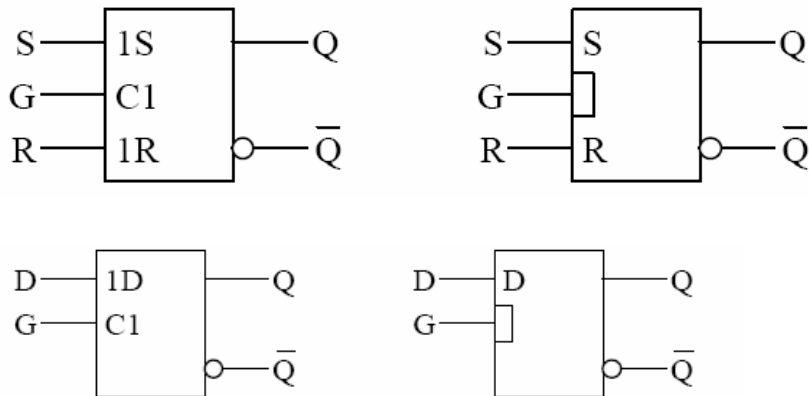 S 1S Q S S Q
G C1 G
R 1R Q̅ R R Q̅
D 1D Q D D Q
G C1 G
Q̅ Q̅